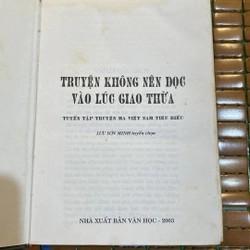 TRUYỆN KHÔNG NÊN ĐỌC
VÀO LÚC GIAO THỪA
TUYỂN TẬP TRUYỆN MA VIỆT NAM TIÊU BIỂU
LƯU SƠN MINH tuyển chọn
NHÀ XUẤT BẢN VĂN HỌC - 2003